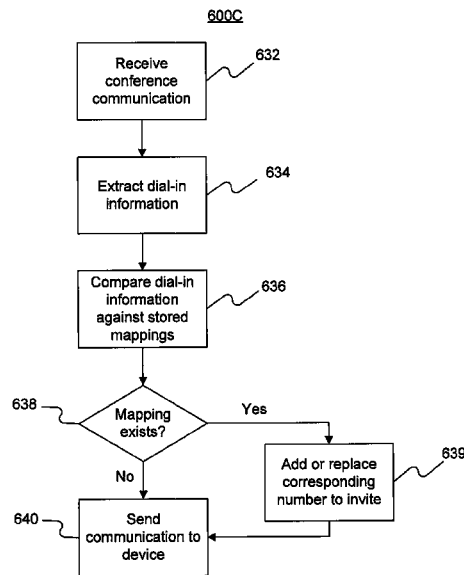 600C
Receive
conference
communication
632
Extract dial-in
information
634
Compare dial-in
information
against stored
mappings
636
638
Mapping
exists?
Yes
No
Add or replace
corresponding
number to invite
639
640
Send
communication to
device